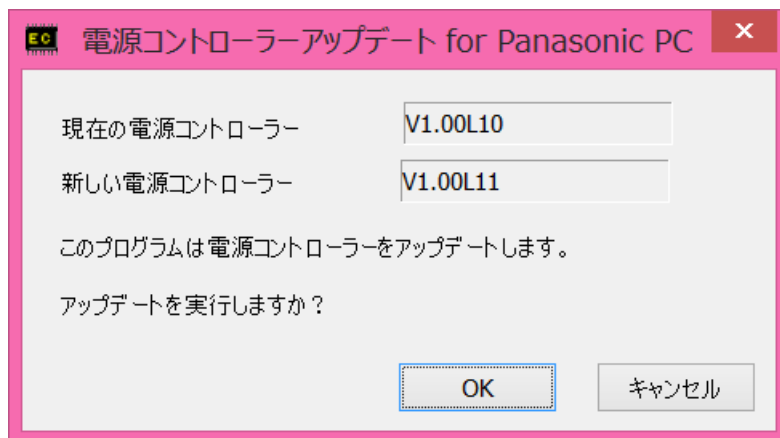 EC 電源コントローラーアップデート for Panasonic PC
現在の電源コントローラー V1.00L10
新しい電源コントローラー V1.00L11
このプログラムは電源コントローラーをアップデートします。
アップデートを実行しますか？
OK キャンセル